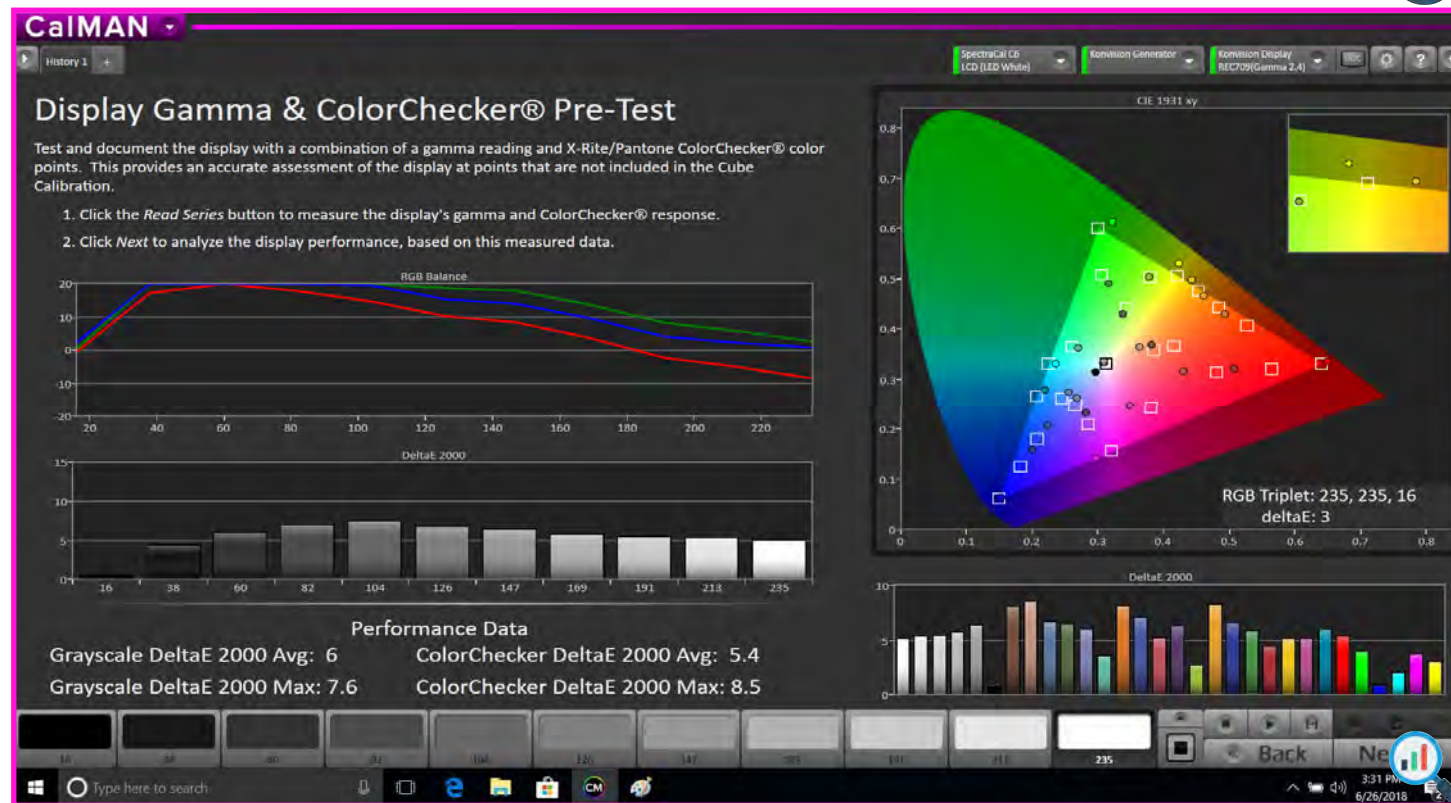 CalMAN
History 1 +
SpectraCal C6
LCD (LED White)
Konvision Generator
Konvision Display
REC709(Gamma 2.4)
?
Display Gamma & ColorChecker® Pre-Test
Test and document the display with a combination of a gamma reading and X-Rite/Pantone ColorChecker® color
points. This provides an accurate assessment of the display at points that are not included in the Cube
Calibration.
1. Click the Read Series button to measure the display's gamma and ColorChecker® response.
2. Click Next to analyze the display performance, based on this measured data.
RGB Balance
20
10
0
-10
-20
20 40 60 80 100 120 140 160 180 200 220
DeltaE 2000
15
10
5
0
16 38 60 82 104 126 147 169 191 213 235
Performance Data
Grayscale DeltaE 2000 Avg: 6
ColorChecker DeltaE 2000 Avg: 5.4
Grayscale DeltaE 2000 Max: 7.6
ColorChecker DeltaE 2000 Max: 8.5
CIE 1931 xy
0.8
0.7
0.6
0.5
0.4
0.3
0.2
0.1
0
0 0.1 0.2 0.3 0.4 0.5 0.6 0.7 0.8
RGB Triplet: 235, 235, 16
deltaE: 3
DeltaE 2000
10
5
0
235
Back
Type here to search
CM
3:31 PM
6/26/2018